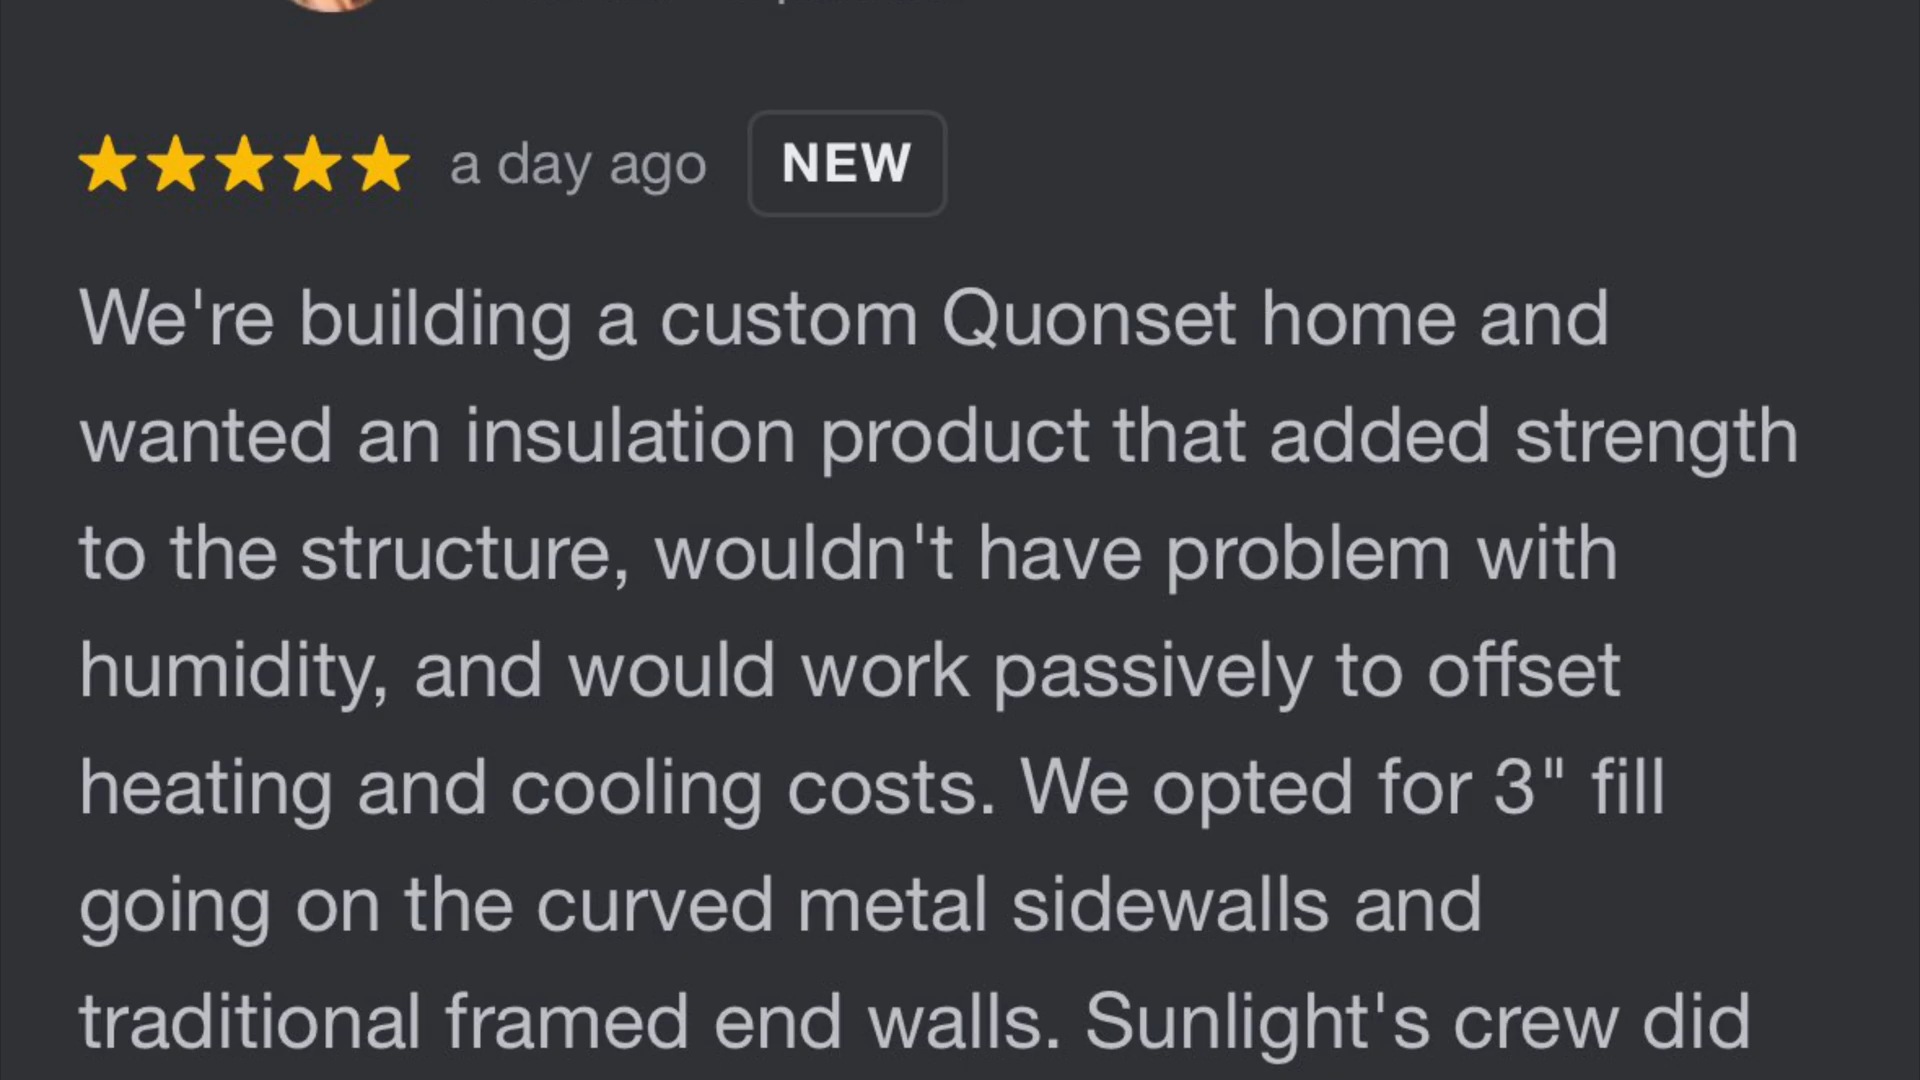 a day ago NEW
We're building a custom Quonset home and
wanted an insulation product that added strength
to the structure, wouldn't have problem with
humidity, and would work passively to offset
heating and cooling costs. We opted for 3" fill
going on the curved metal sidewalls and
traditional framed end walls. Sunlight's crew did